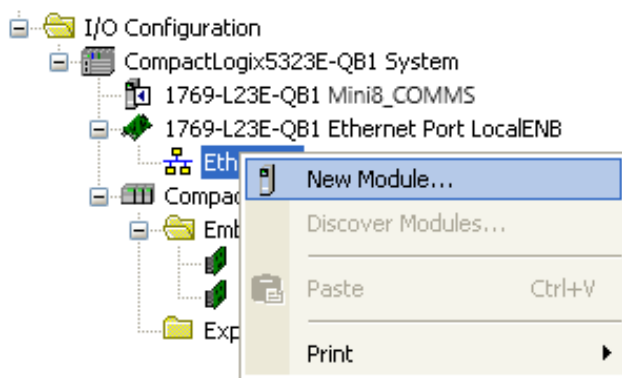 I/O Configuration
CompactLogix5323E-QB1 System
1769-L23E-QB1 Mini8_COMMS
1769-L23E-QB1 Ethernet Port LocalENB
Eth
New Module...
Compac
Discover Modules...
Emb
Paste Ctrl+V
Exp
Print